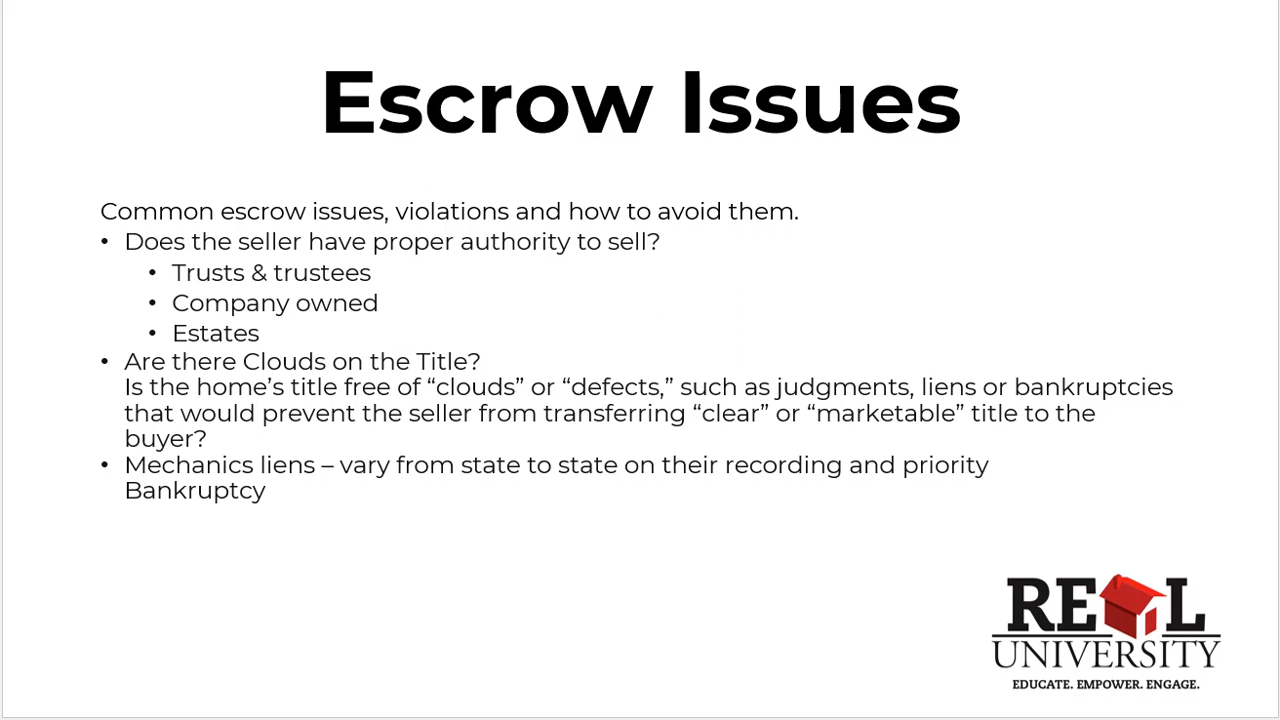 Escrow Issues
Common escrow issues, violations and how to avoid them.
• Does the seller have proper authority to sell?
• Trusts & trustees
• Company owned
• Estates
• Are there Clouds on the Title?
Is the home’s title free of “clouds” or “defects,” such as judgments, liens or bankruptcies
that would prevent the seller from transferring “clear” or “marketable” title to the
buyer?
• Mechanics liens – vary from state to state on their recording and priority
Bankruptcy
REAL
UNIVERSITY
EDUCATE. EMPOWER. ENGAGE.